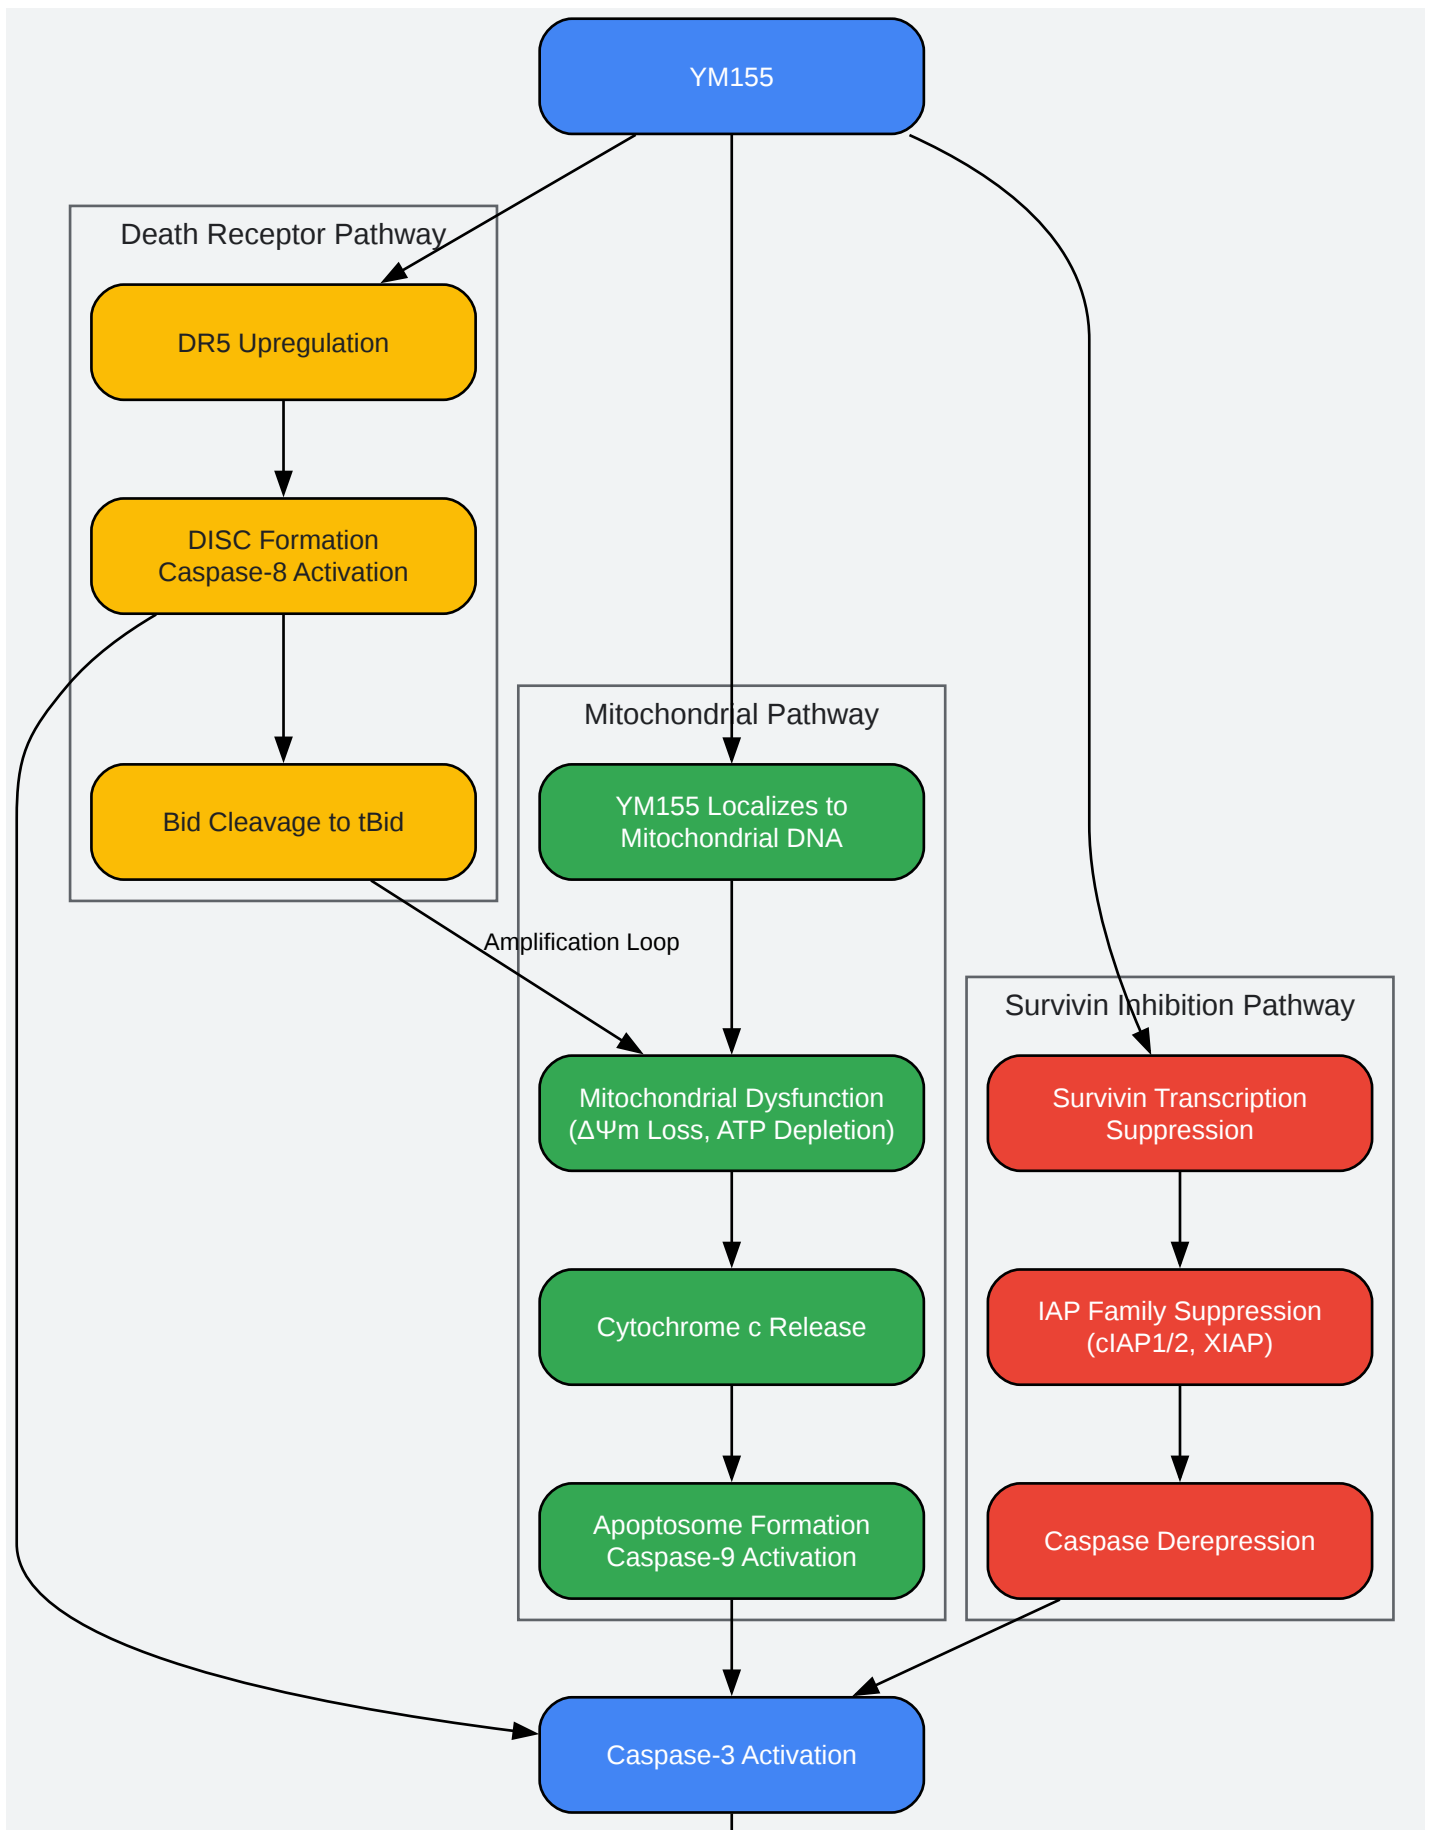 YM155
Death Receptor Pathway
DR5 Upregulation
DISC Formation
Caspase-8 Activation
Bid Cleavage to tBid
Amplification Loop
Mitochondrial Pathway
YM155 Localizes to
Mitochondrial DNA
Mitochondrial Dysfunction
(ΔΨm Loss, ATP Depletion)
Cytochrome c Release
Apoptosome Formation
Caspase-9 Activation
Survivin Inhibition Pathway
Survivin Transcription
Suppression
IAP Family Suppression
(cIAP1/2, XIAP)
Caspase Derepression
Caspase-3 Activation